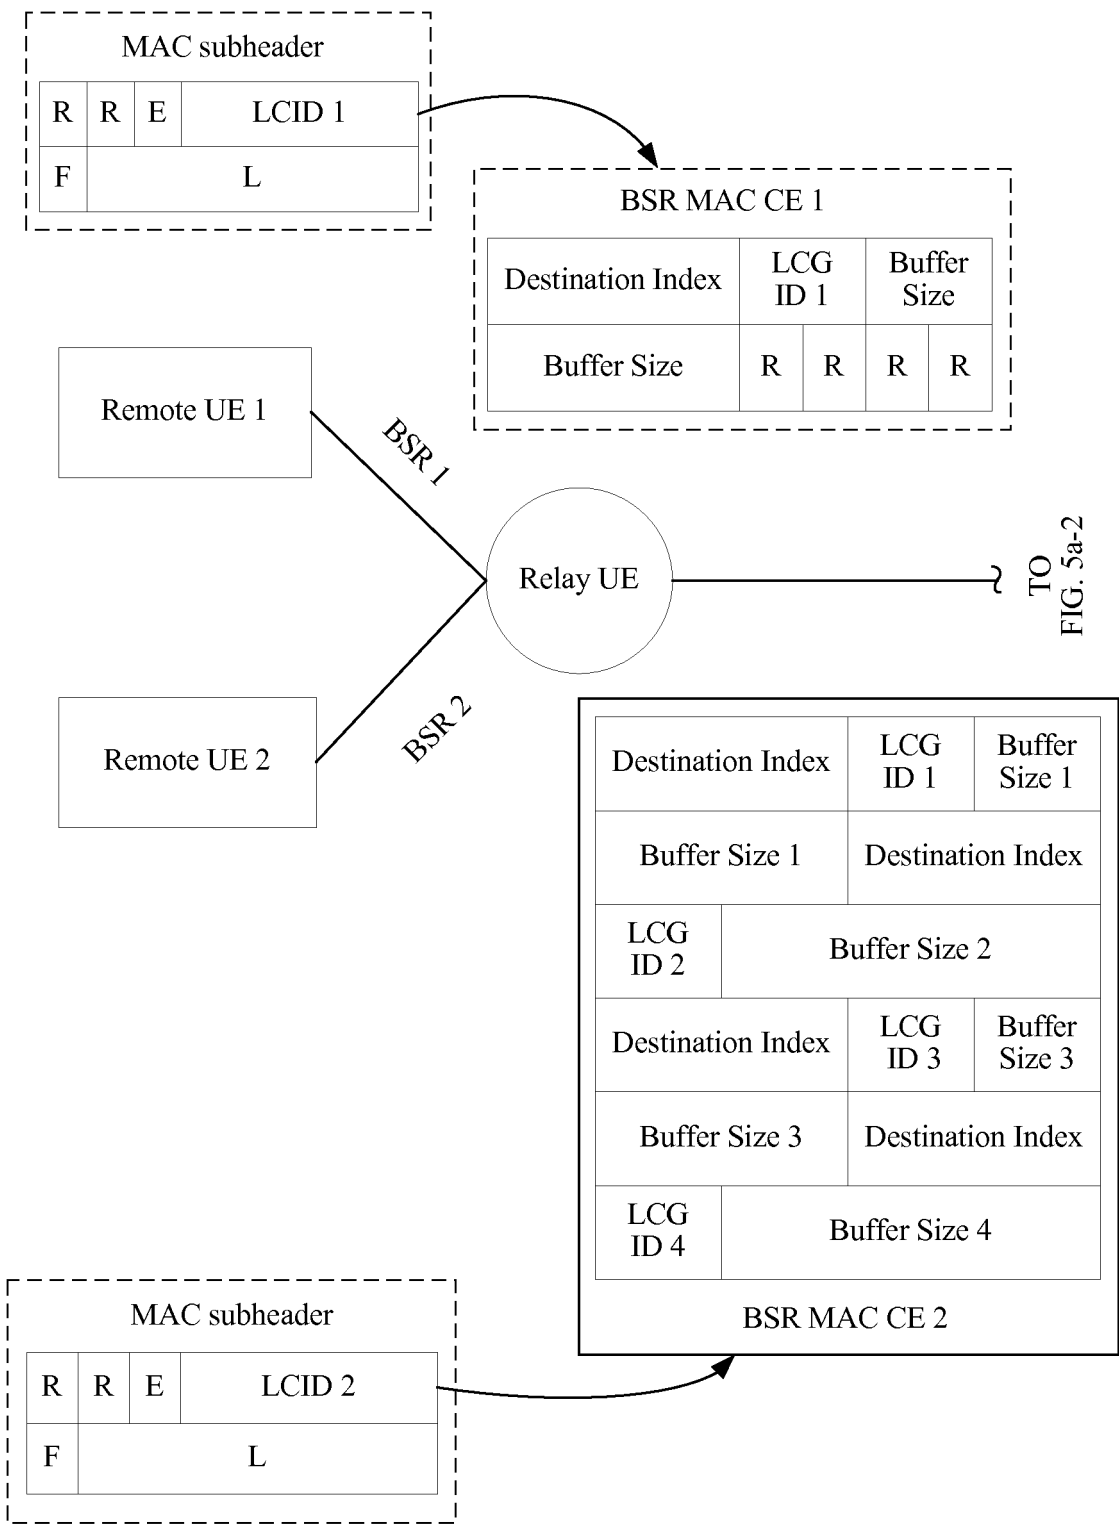 MAC subheader
R R E LCID 1
F L
BSR MAC CE 1
Destination Index LCG ID 1 Buffer Size
Buffer Size R R R R
Remote UE 1
BSR 1
Relay UE
TO
FIG. 5a-2
BSR 2
Remote UE 2
Destination Index LCG ID 1 Buffer Size 1
Buffer Size 1 Destination Index
LCG ID 2 Buffer Size 2
Destination Index LCG ID 3 Buffer Size 3
Buffer Size 3 Destination Index
LCG ID 4 Buffer Size 4
BSR MAC CE 2
MAC subheader
R R E LCID 2
F L